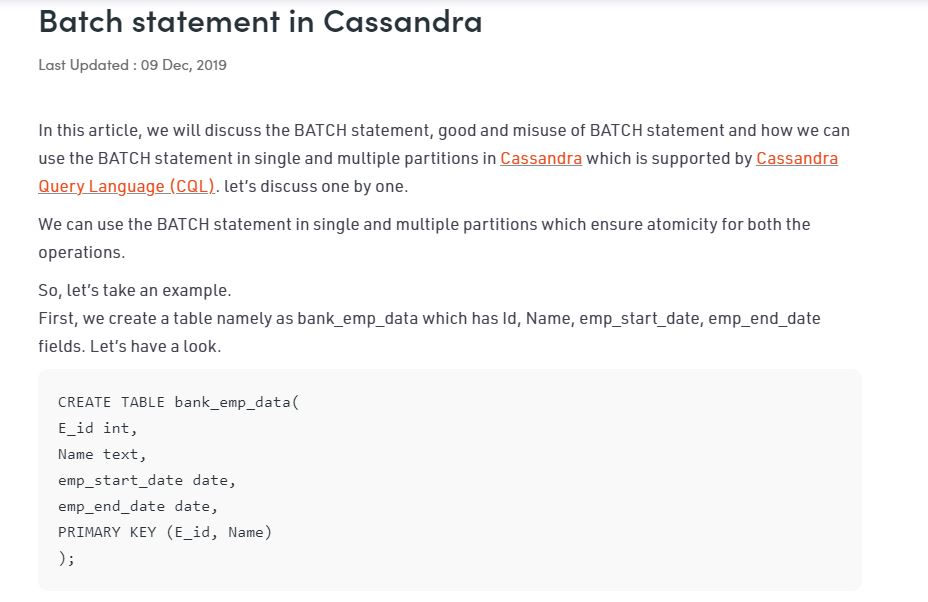 Batch statement in Cassandra
Last Updated : 09 Dec, 2019
In this article, we will discuss the BATCH statement, good and misuse of BATCH statement and how we can
use the BATCH statement in single and multiple partitions in Cassandra which is supported by Cassandra
Query Language (CQL). let’s discuss one by one.
We can use the BATCH statement in single and multiple partitions which ensure atomicity for both the
operations.
So, let’s take an example.
First, we create a table namely as bank_emp_data which has Id, Name, emp_start_date, emp_end_date
fields. Let’s have a look.
CREATE TABLE bank_emp_data(
E_id int,
Name text,
emp_start_date date,
emp_end_date date,
PRIMARY KEY (E_id, Name)
);